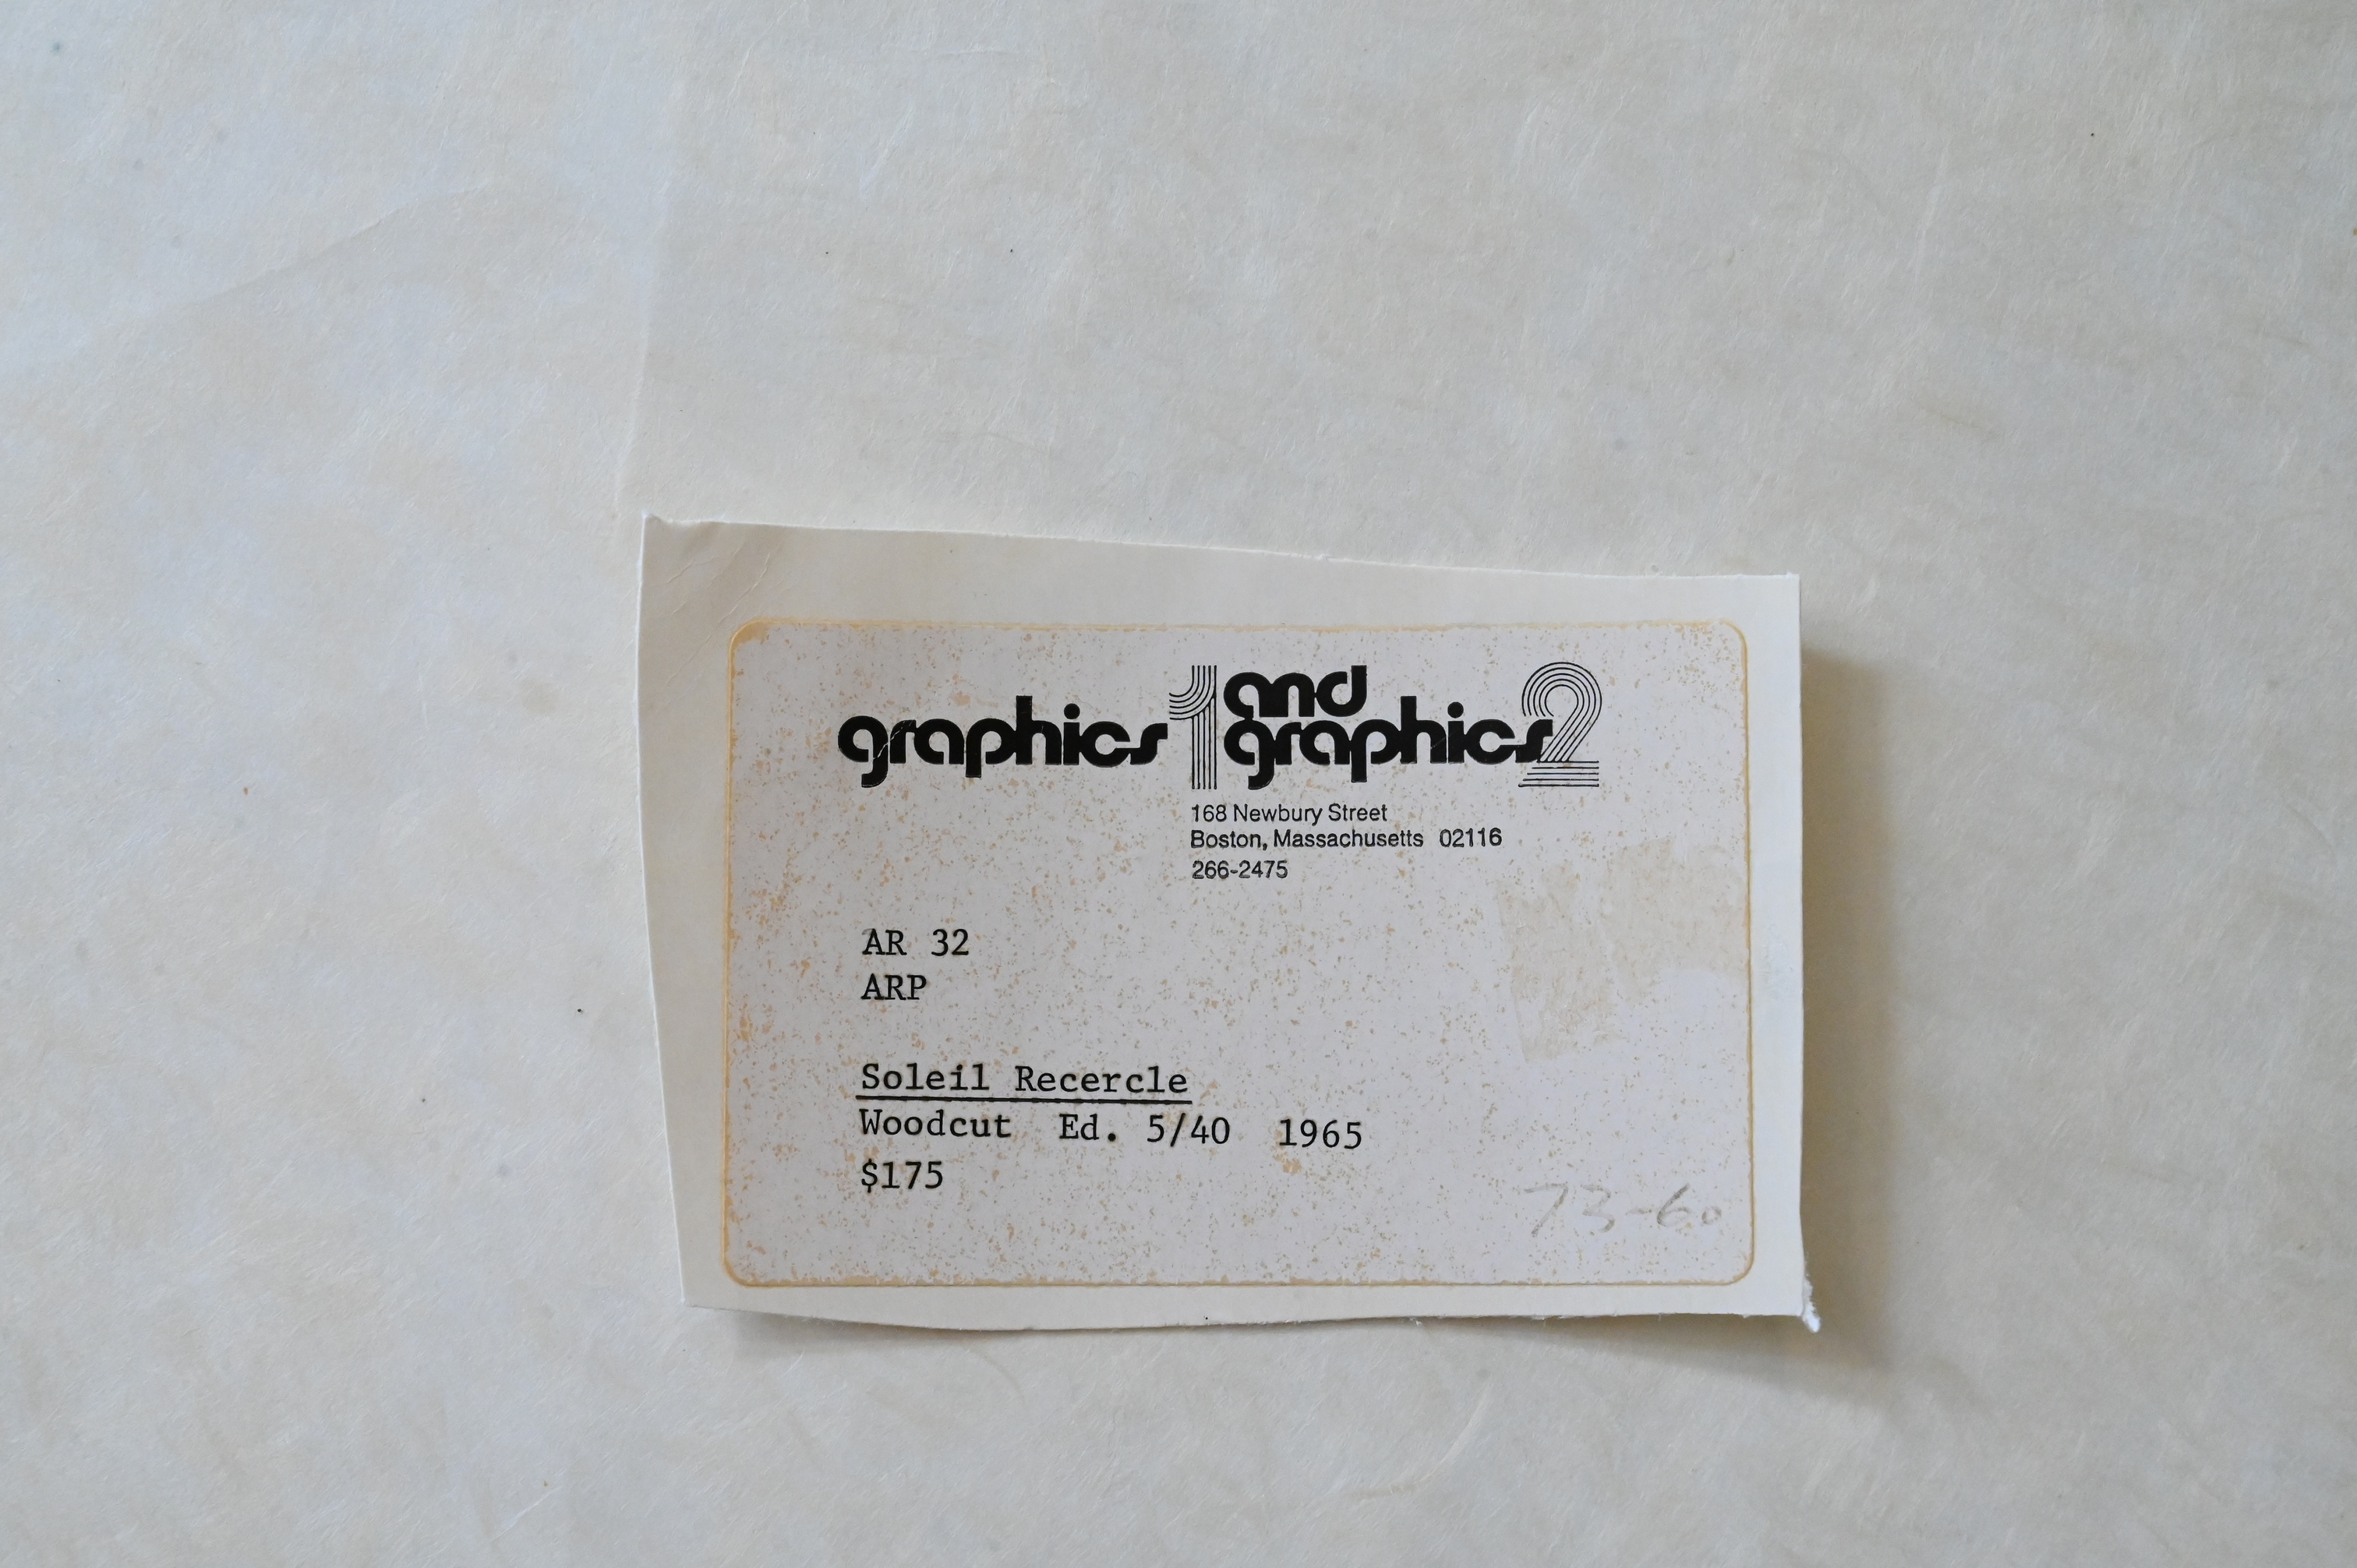 graphics 1 and graphics 2
168 Newbury Street
Boston, Massachusetts 02116
266-2475
AR 32
ARP
Soleil Recercle
Woodcut Ed. 5/40 1965
$175
73-60